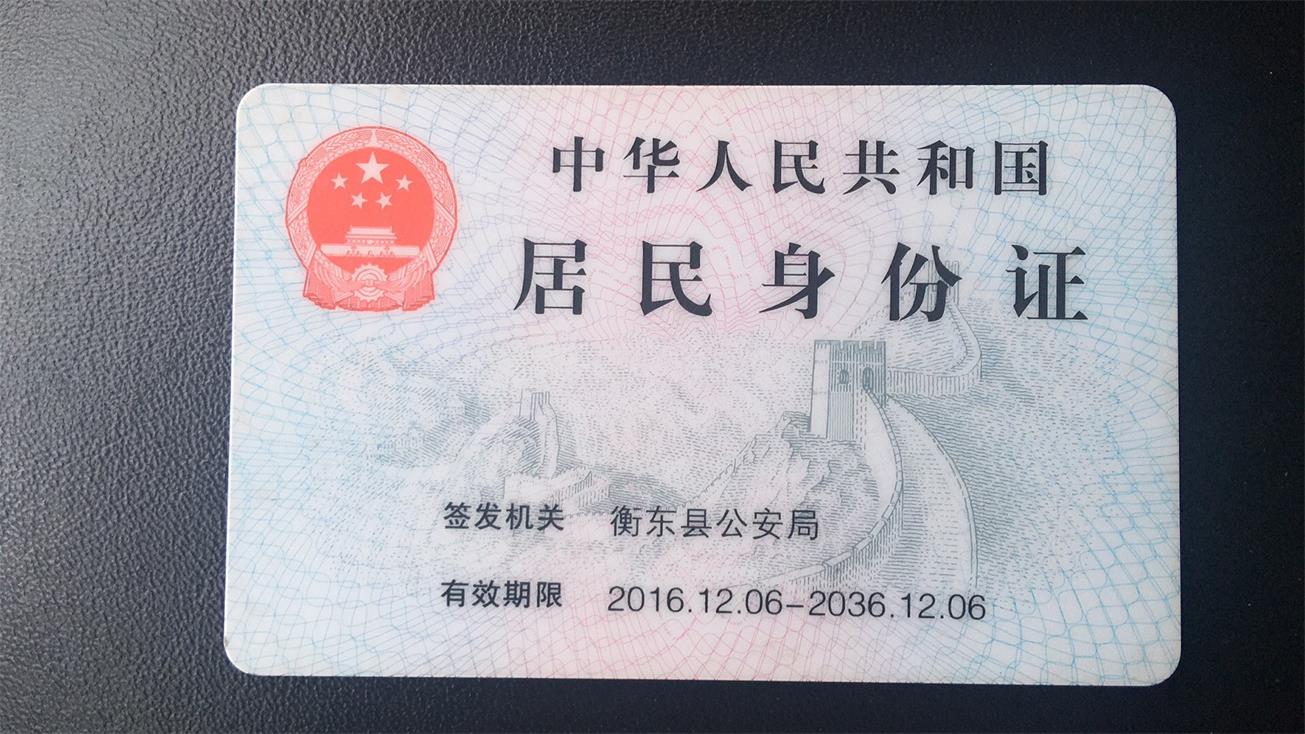 中华人民共和国
居民身份证
签发机关 衡东县公安局
有效期限 2016.12.06-2036.12.06